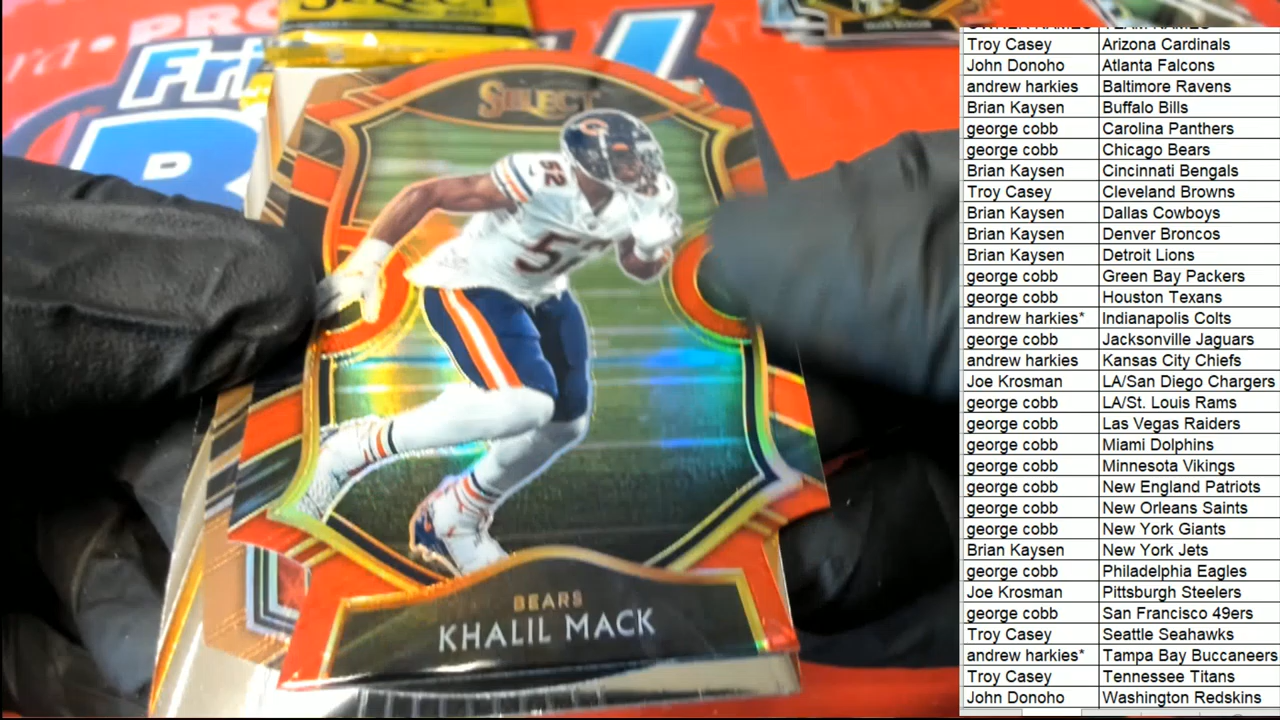 SELECT
PRO
SELECT
52
52
BEARS
KHALIL MACK
Troy Casey Arizona Cardinals
John Donoho Atlanta Falcons
andrew harkies Baltimore Ravens
Brian Kaysen Buffalo Bills
george cobb Carolina Panthers
george cobb Chicago Bears
Brian Kaysen Cincinnati Bengals
Troy Casey Cleveland Browns
Brian Kaysen Dallas Cowboys
Brian Kaysen Denver Broncos
Brian Kaysen Detroit Lions
george cobb Green Bay Packers
george cobb Houston Texans
andrew harkies* Indianapolis Colts
george cobb Jacksonville Jaguars
andrew harkies Kansas City Chiefs
Joe Krosman LA/San Diego Chargers
george cobb LA/St. Louis Rams
george cobb Las Vegas Raiders
george cobb Miami Dolphins
george cobb Minnesota Vikings
george cobb New England Patriots
george cobb New Orleans Saints
george cobb New York Giants
Brian Kaysen New York Jets
george cobb Philadelphia Eagles
Joe Krosman Pittsburgh Steelers
george cobb San Francisco 49ers
Troy Casey Seattle Seahawks
andrew harkies* Tampa Bay Buccaneers
Troy Casey Tennessee Titans
John Donoho Washington Redskins